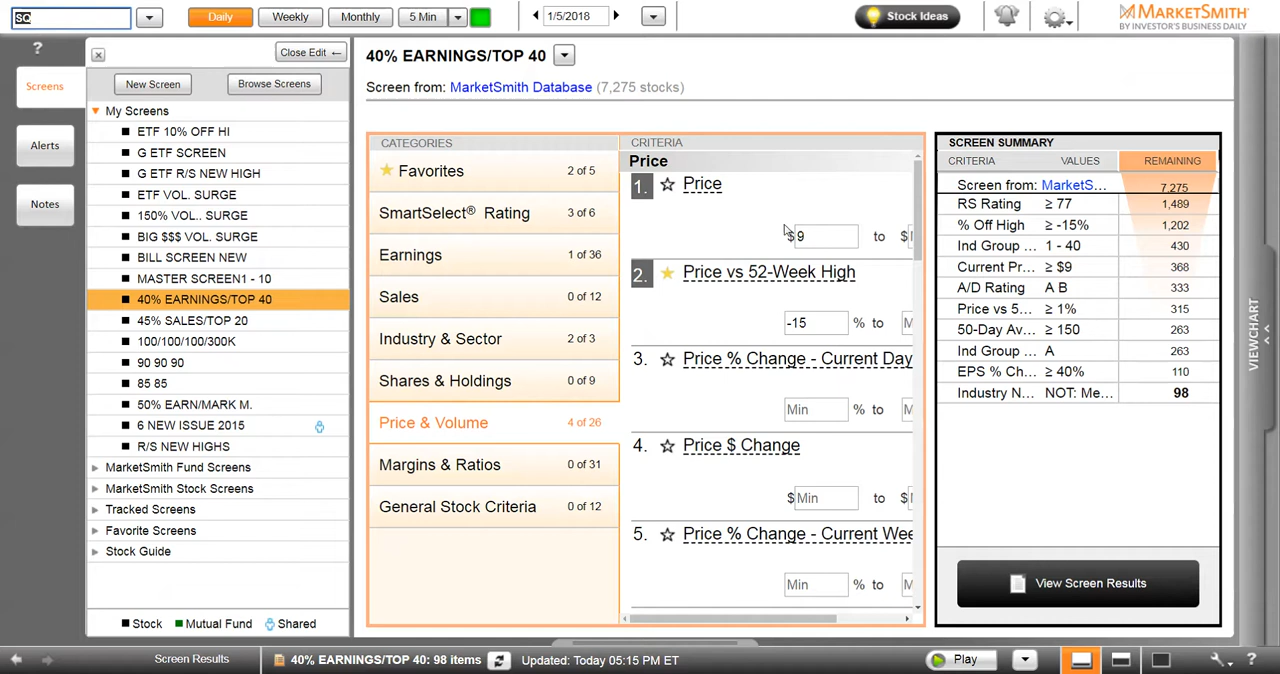 SQ
Daily
Weekly
Monthly
5 Min
1/5/2018
Stock Ideas
MARKETSMITH
BY INVESTOR'S BUSINESS DAILY
?
Screens
Alerts
Notes
x
Close Edit ←
New Screen
Browse Screens
My Screens
ETF 10% OFF HI
G ETF SCREEN
G ETF R/S NEW HIGH
ETF VOL. SURGE
150% VOL.. SURGE
BIG $$$ VOL. SURGE
BILL SCREEN NEW
MASTER SCREEN1 - 10
40% EARNINGS/TOP 40
45% SALES/TOP 20
100/100/100/300K
90 90 90
85 85
50% EARN/MARK M.
6 NEW ISSUE 2015
R/S NEW HIGHS
MarketSmith Fund Screens
MarketSmith Stock Screens
Tracked Screens
Favorite Screens
Stock Guide
Stock
Mutual Fund
Shared
40% EARNINGS/TOP 40
Screen from: MarketSmith Database (7,275 stocks)
CATEGORIES
Favorites 2 of 5
SmartSelect® Rating 3 of 6
Earnings 1 of 36
Sales 0 of 12
Industry & Sector 2 of 3
Shares & Holdings 0 of 9
Price & Volume 4 of 26
Margins & Ratios 0 of 31
General Stock Criteria 0 of 12
CRITERIA
Price
1. Price
$ 9 to $
2. Price vs 52-Week High
-15 % to
3. Price % Change - Current Day
Min % to
4. Price $ Change
$ Min to $
5. Price % Change - Current Wee
Min % to
SCREEN SUMMARY
CRITERIA VALUES REMAINING
Screen from: MarketS... 7,275
RS Rating ≥ 77 1,489
% Off High ≥ -15% 1,202
Ind Group ... 1 - 40 430
Current Pr... ≥ $9 368
A/D Rating A B 333
Price vs 5... ≥ 1% 315
50-Day Av... ≥ 150 263
Ind Group ... A 263
EPS % Ch... ≥ 40% 110
Industry N... NOT: Me... 98
View Screen Results
VIEWCHART
Screen Results
40% EARNINGS/TOP 40: 98 items
Updated: Today 05:15 PM ET
Play
?